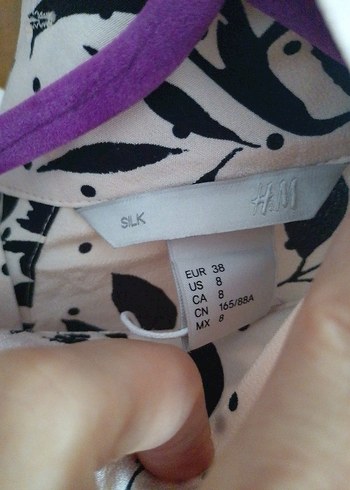 H&M
SILK
EUR 38
US 8
CA 8
CN 165/88A
MX 8